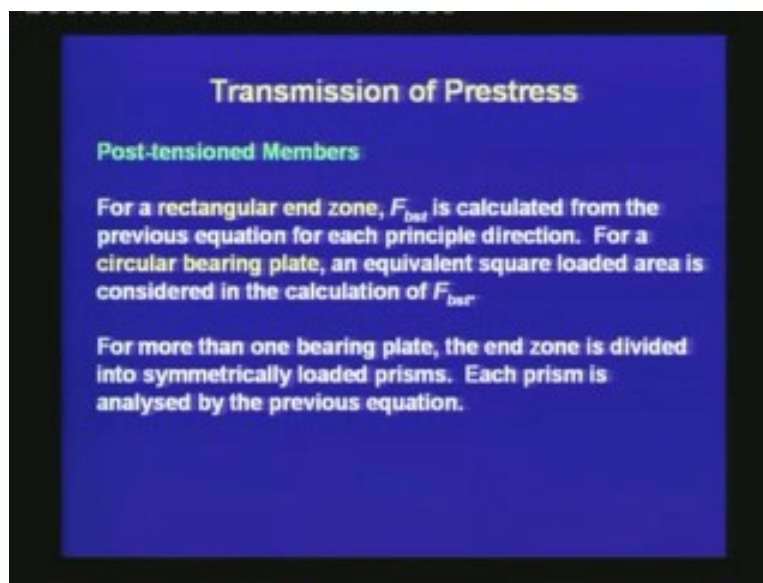 Transmission of Prestress
Post-tensioned Members
For a rectangular end zone, Fbst is calculated from the
previous equation for each principle direction. For a
circular bearing plate, an equivalent square loaded area is
considered in the calculation of Fbst.
For more than one bearing plate, the end zone is divided
into symmetrically loaded prisms. Each prism is
analysed by the previous equation.